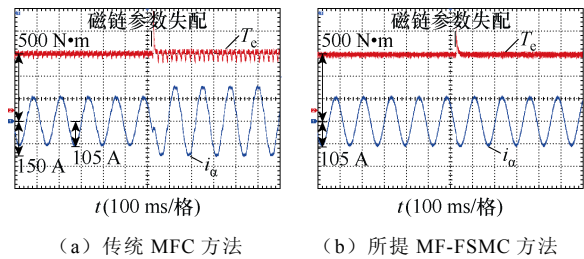 磁链参数失配
500 N•m
Te
105 A
150 A
iα
t(100 ms/格)
(a) 传统 MFC 方法
磁链参数失配
500 N•m
Te
105 A
iα
t(100 ms/格)
(b) 所提 MF-FSMC 方法